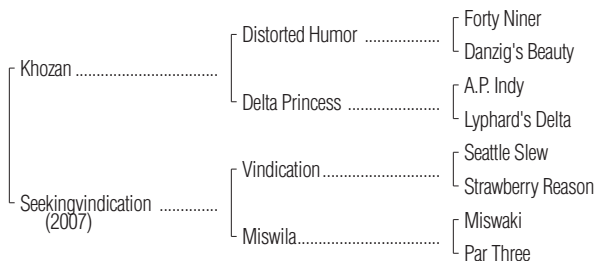 Forty Niner
Distorted Humor ..................
Danzig's Beauty
Khozan ..................................
A.P. Indy
Delta Princess ......................
Lyphard's Delta
Seattle Slew
Vindication............................
Strawberry Reason
Seekingvindication ..............
(2007)
Miswaki
Miswila..................................
Par Three